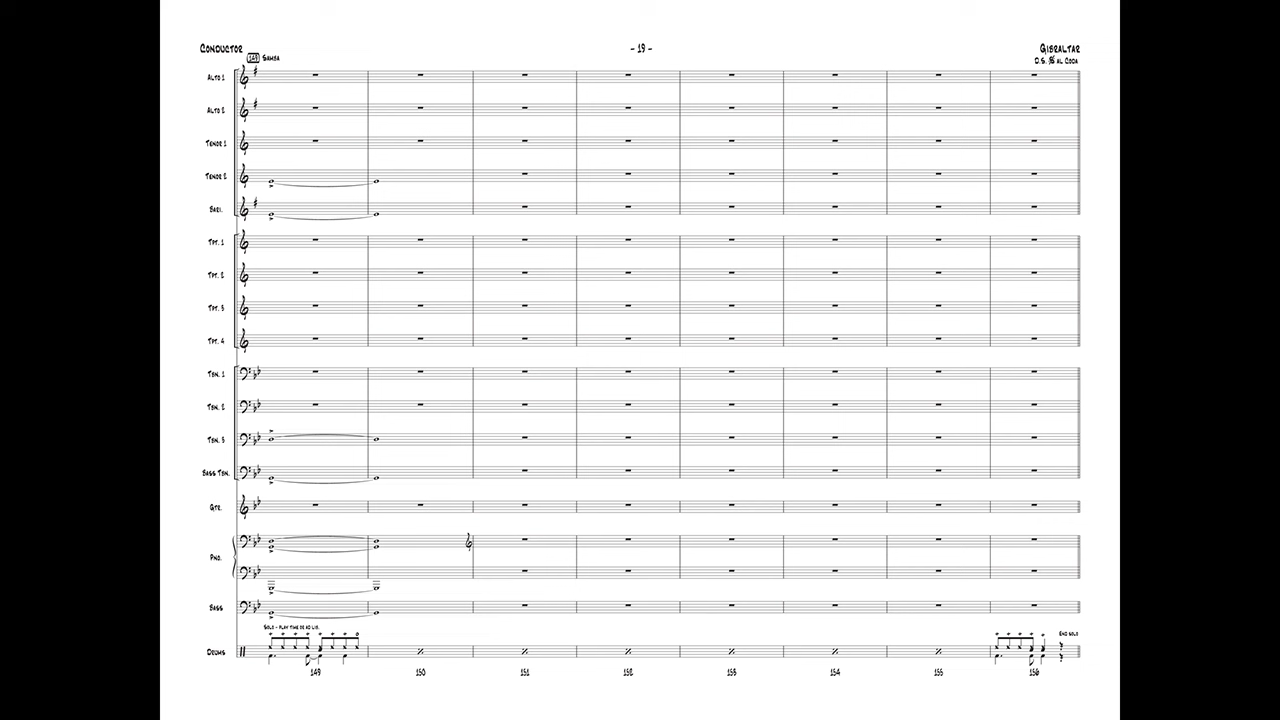 Conductor
- 19 -
Gibraltar
149 Samba
D.S. 𝄋 al Coda
Alto 1
Alto 2
Tenor 1
Tenor 2
Bari.
Tpt. 1
Tpt. 2
Tpt. 3
Tpt. 4
Tbn. 1
Tbn. 2
Tbn. 3
Bass Tbn.
Gtr.
Pno.
Bass
Solo - play time or ad lib.
End solo
Drums
149 150 151 152 153 154 155 156